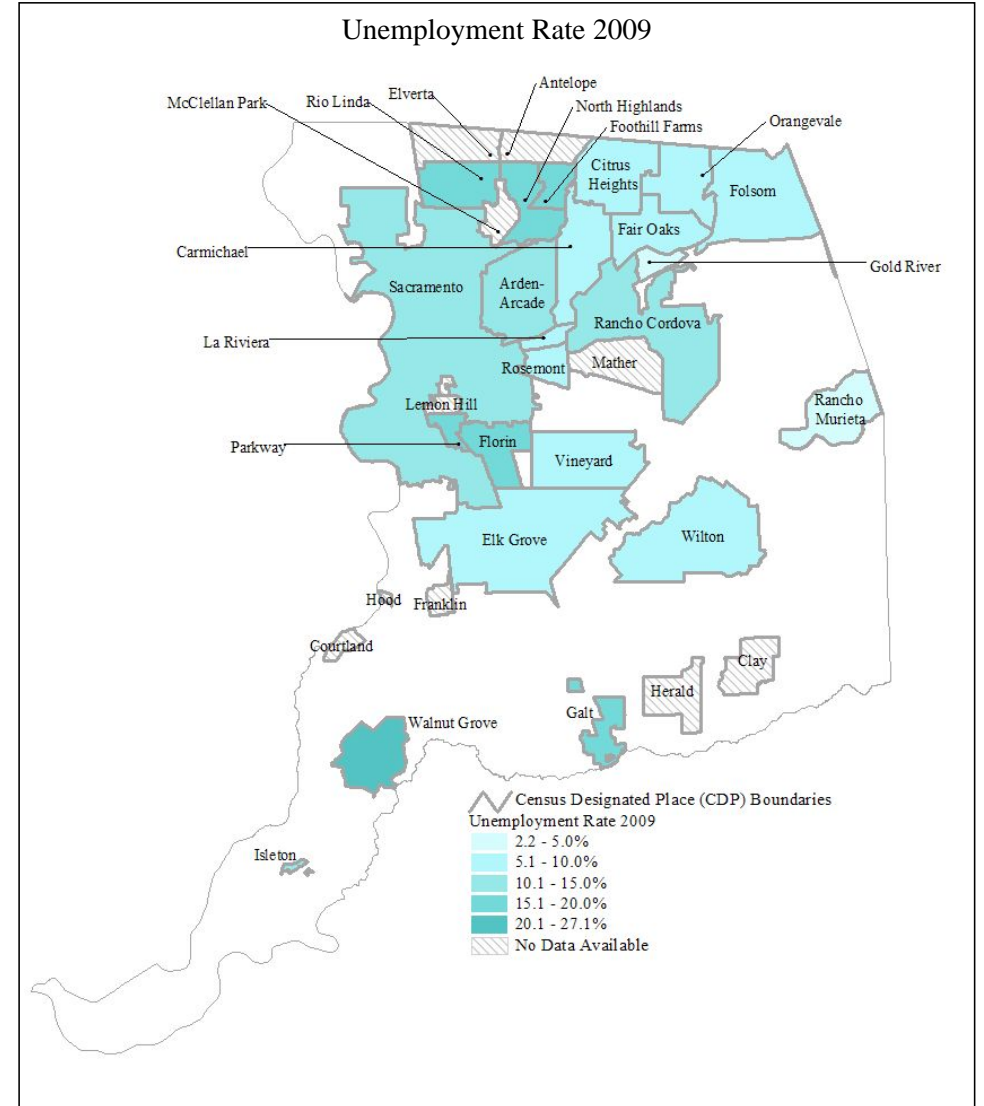 Unemployment Rate 2009
Antelope
Elverta
North Highlands
McClellan Park
Rio Linda
Foothill Farms
Orangevale
Citrus
Heights
Folsom
Fair Oaks
Carmichael
Gold River
Sacramento
Arden-
Arcade
Rancho Cordova
La Riviera
Rosemont
Mather
Lemon Hill
Rancho
Murieta
Parkway
Florin
Vineyard
Elk Grove
Wilton
Hood
Franklin
Courtland
Clay
Herald
Galt
Walnut Grove
Isleton
Census Designated Place (CDP) Boundaries
Unemployment Rate 2009
2.2 - 5.0%
5.1 - 10.0%
10.1 - 15.0%
15.1 - 20.0%
20.1 - 27.1%
No Data Available